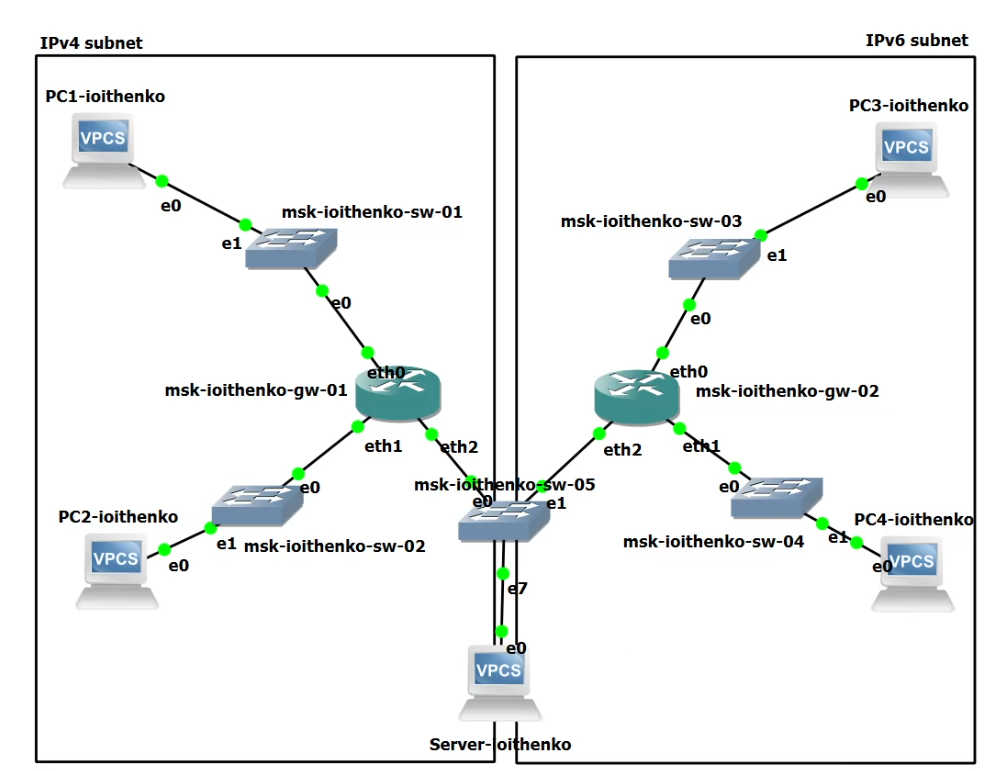 IPv4 subnet
IPv6 subnet
PC1-ioithenko
VPCS
e0
e1
msk-ioithenko-sw-01
e0
eth0
msk-ioithenko-gw-01
eth1
eth2
e0
PC2-ioithenko
VPCS
e0
e1
msk-ioithenko-sw-02
PC3-ioithenko
VPCS
e0
msk-ioithenko-sw-03
e1
e0
eth0
msk-ioithenko-gw-02
eth2
eth1
e0
msk-ioithenko-sw-04
e1
PC4-ioithenko
e0
VPCS
msk-ioithenko-sw-05
e0
e1
e7
e0
VPCS
Server-ioithenko